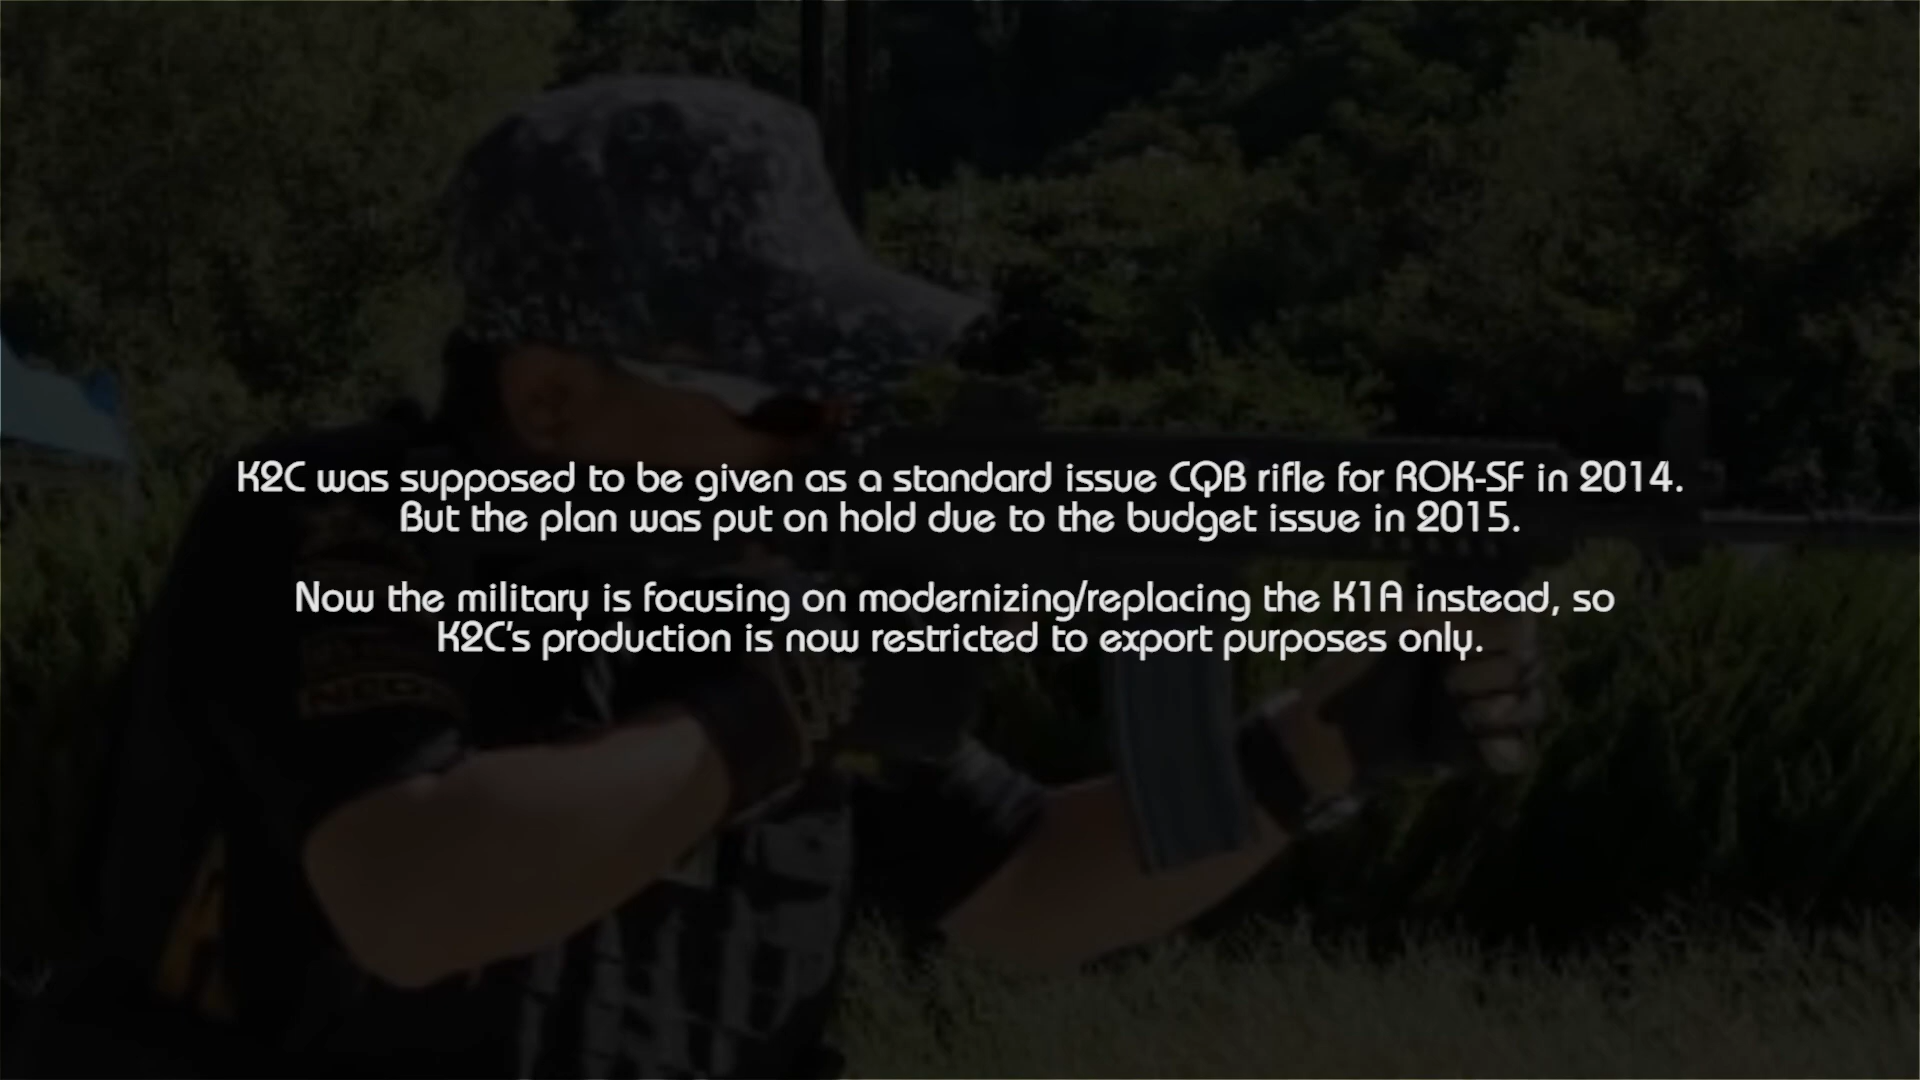 K2C was supposed to be given as a standard issue CQB rifle for ROK-SF in 2014.
But the plan was put on hold due to the budget issue in 2015.
Now the military is focusing on modernizing/replacing the K1A instead, so
K2C's production is now restricted to export purposes only.